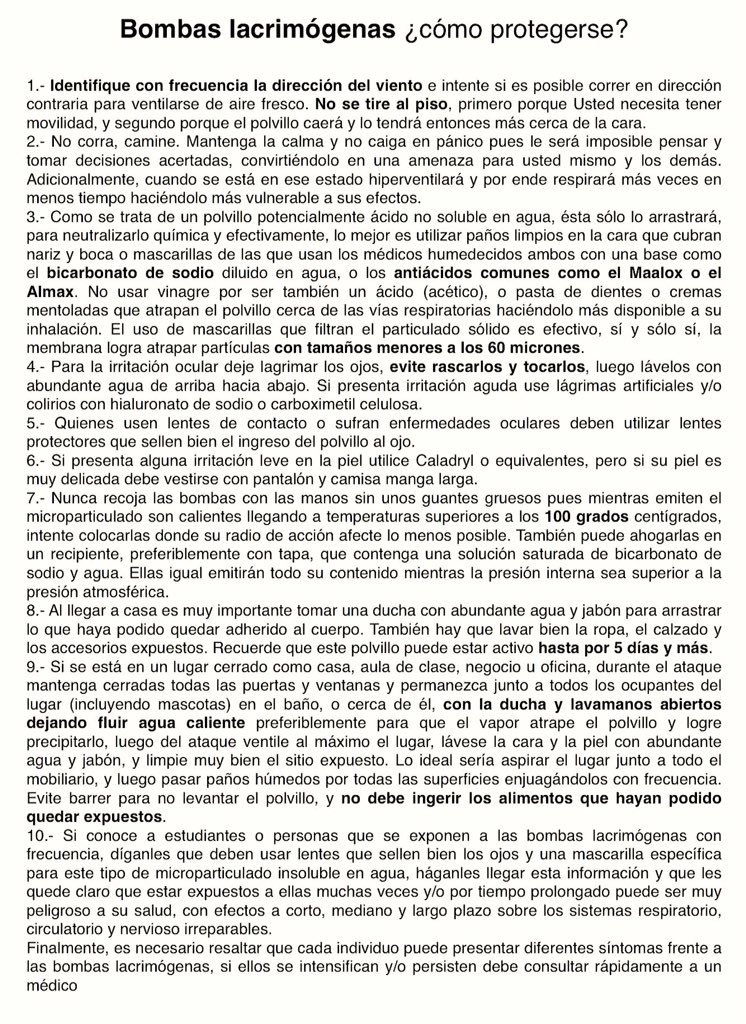 Bombas lacrimógenas ¿cómo protegerse?
1.- Identifique con frecuencia la dirección del viento e intente si es posible correr en dirección
contraria para ventilarse de aire fresco. No se tire al piso, primero porque Usted necesita tener
movilidad, y segundo porque el polvillo caerá y lo tendrá entonces más cerca de la cara.
2.- No corra, camine. Mantenga la calma y no caiga en pánico pues le será imposible pensar y
tomar decisiones acertadas, convirtiéndolo en una amenaza para usted mismo y los demás.
Adicionalmente, cuando se está en ese estado hiperventilará y por ende respirará más veces en
menos tiempo haciéndolo más vulnerable a sus efectos.
3.- Como se trata de un polvillo potencialmente ácido no soluble en agua, ésta sólo lo arrastrará,
para neutralizarlo química y efectivamente, lo mejor es utilizar paños limpios en la cara que cubran
nariz y boca o mascarillas de las que usan los médicos humedecidos ambos con una base como
el bicarbonato de sodio diluido en agua, o los antiácidos comunes como el Maalox o el
Almax. No usar vinagre por ser también un ácido (acético), o pasta de dientes o cremas
mentoladas que atrapan el polvillo cerca de las vías respiratorias haciéndolo más disponible a su
inhalación. El uso de mascarillas que filtran el particulado sólido es efectivo, sí y sólo sí, la
membrana logra atrapar partículas con tamaños menores a los 60 micrones.
4.- Para la irritación ocular deje lagrimar los ojos, evite rascarlos y tocarlos, luego lávelos con
abundante agua de arriba hacia abajo. Si presenta irritación aguda use lágrimas artificiales y/o
colirios con hialuronato de sodio o carboximetil celulosa.
5.- Quienes usen lentes de contacto o sufran enfermedades oculares deben utilizar lentes
protectores que sellen bien el ingreso del polvillo al ojo.
6.- Si presenta alguna irritación leve en la piel utilice Caladryl o equivalentes, pero si su piel es
muy delicada debe vestirse con pantalón y camisa manga larga.
7.- Nunca recoja las bombas con las manos sin unos guantes gruesos pues mientras emiten el
microparticulado son calientes llegando a temperaturas superiores a los 100 grados centígrados,
intente colocarlas donde su radio de acción afecte lo menos posible. También puede ahogarlas en
un recipiente, preferiblemente con tapa, que contenga una solución saturada de bicarbonato de
sodio y agua. Ellas igual emitirán todo su contenido mientras la presión interna sea superior a la
presión atmosférica.
8.- Al llegar a casa es muy importante tomar una ducha con abundante agua y jabón para arrastrar
lo que haya podido quedar adherido al cuerpo. También hay que lavar bien la ropa, el calzado y
los accesorios expuestos. Recuerde que este polvillo puede estar activo hasta por 5 días y más.
9.- Si se está en un lugar cerrado como casa, aula de clase, negocio u oficina, durante el ataque
mantenga cerradas todas las puertas y ventanas y permanezca junto a todos los ocupantes del
lugar (incluyendo mascotas) en el baño, o cerca de él, con la ducha y lavamanos abiertos
dejando fluir agua caliente preferiblemente para que el vapor atrape el polvillo y logre
precipitarlo, luego del ataque ventile al máximo el lugar, lávese la cara y la piel con abundante
agua y jabón, y limpie muy bien el sitio expuesto. Lo ideal sería aspirar el lugar junto a todo el
mobiliario, y luego pasar paños húmedos por todas las superficies enjuagándolos con frecuencia.
Evite barrer para no levantar el polvillo, y no debe ingerir los alimentos que hayan podido
quedar expuestos.
10.- Si conoce a estudiantes o personas que se exponen a las bombas lacrimógenas con
frecuencia, díganles que deben usar lentes que sellen bien los ojos y una mascarilla específica
para este tipo de microparticulado insoluble en agua, háganles llegar esta información y que les
quede claro que estar expuestos a ellas muchas veces y/o por tiempo prolongado puede ser muy
peligroso a su salud, con efectos a corto, mediano y largo plazo sobre los sistemas respiratorio,
circulatorio y nervioso irreparables.
Finalmente, es necesario resaltar que cada individuo puede presentar diferentes síntomas frente a
las bombas lacrimógenas, si ellos se intensifican y/o persisten debe consultar rápidamente a un
médico